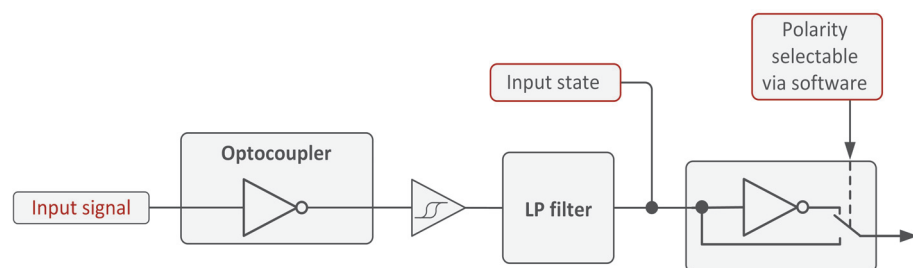 Polarity
selectable
via software
Input state
Optocoupler
Input signal
LP filter